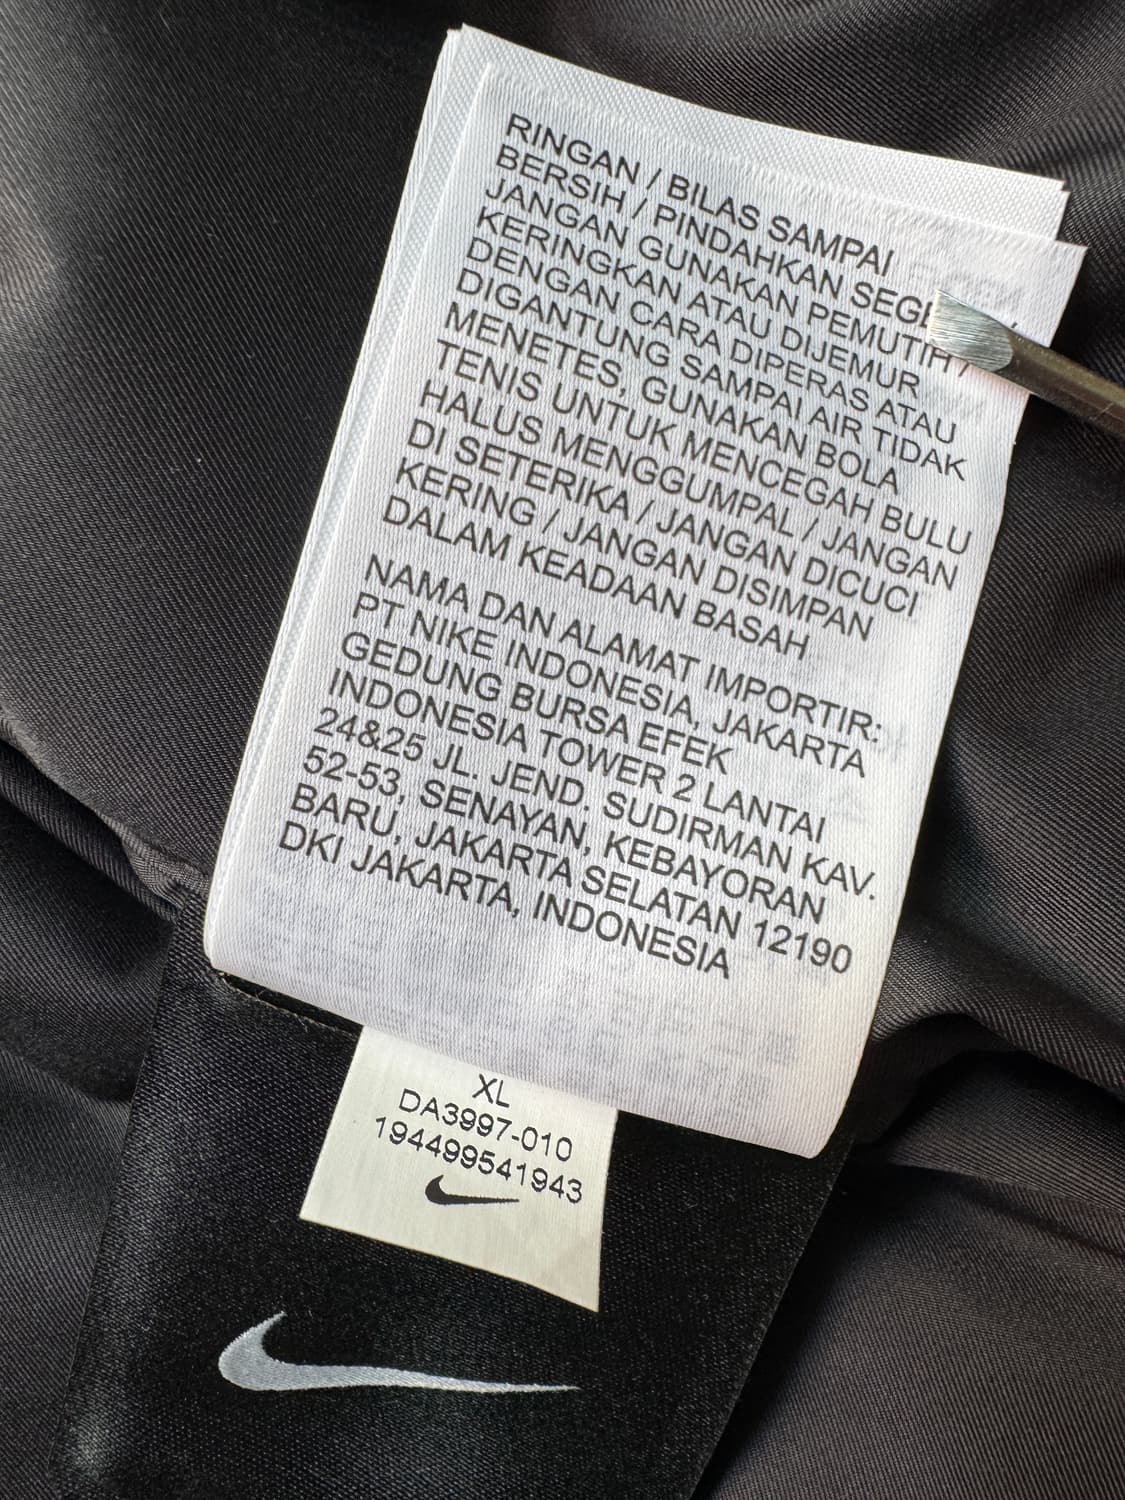 RINGAN / BILAS SAMPAI
BERSIH / PINDAHKAN
JANGAN GUNAKAN PEMUTIH /
KERINGKAN ATAU DIJEMUR
DENGAN CARA DIPERAS ATAU
DIGANTUNG SAMPAI AIR TIDAK
MENETES, GUNAKAN BOLA
TENIS UNTUK MENCEGAH BULU
HALUS MENGGUMPAL / JANGAN
DI SETERIKA / JANGAN DICUCI
KERING / JANGAN DISIMPAN
DALAM KEADAAN BASAH
NAMA DAN ALAMAT IMPORTIR:
PT NIKE INDONESIA, JAKARTA
GEDUNG BURSA EFEK
INDONESIA TOWER 2 LANTAI
24&25 JL. JEND. SUDIRMAN KAV.
52-53, SENAYAN, KEBAYORAN
BARU, JAKARTA SELATAN 12190
DKI JAKARTA, INDONESIA
XL
DA3997-010
194499541943